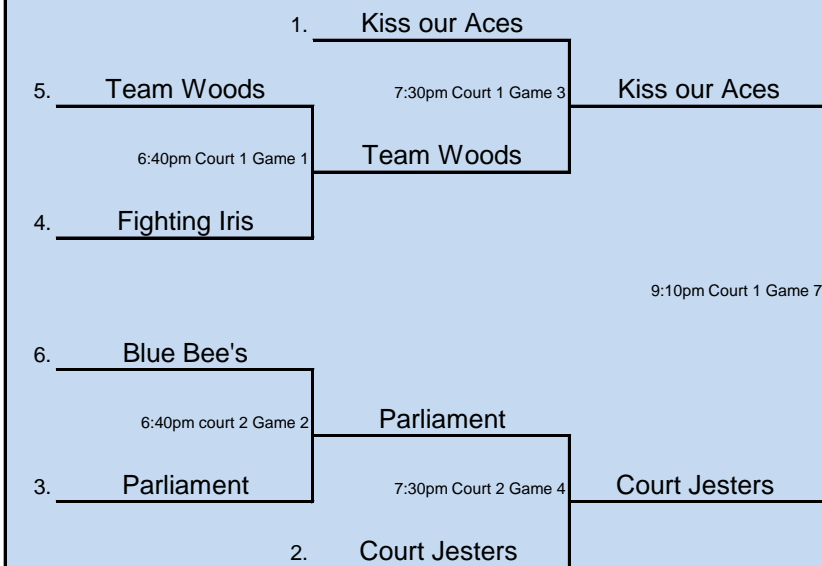 1. Kiss our Aces
5. Team Woods
7:30pm Court 1 Game 3
Kiss our Aces
6:40pm Court 1 Game 1
Team Woods
4. Fighting Iris
9:10pm Court 1 Game 7
6. Blue Bee's
6:40pm court 2 Game 2
Parliament
3. Parliament
7:30pm Court 2 Game 4
Court Jesters
2. Court Jesters